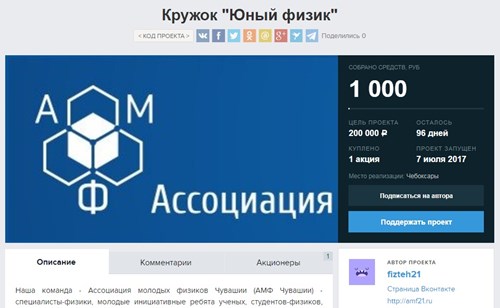 Кружок "Юный физик"
< КОД ПРОЕКТА >
Поделились 0
А М
Ф
Ассоциация
СОБРАНО СРЕДСТВ, РУБ
1 000
ЦЕЛЬ ПРОЕКТА ОСТАЛОСЬ
200 000 ₽ 96 дней
КУПЛЕНО ПРОЕКТ ЗАПУЩЕН
1 акция 7 июля 2017
Место реализации: Чебоксары
Подписаться на автора
Поддержать проект
Описание Комментарии Акционеры 1
АВТОР ПРОЕКТА
fizteh21
Страница Вконтакте
http://amf21.ru
Наша команда - Ассоциация молодых физиков Чувашии (АМФ Чувашии) -
специалисты-физики, молодые инициативные ребята ученых, студентов-физиков,